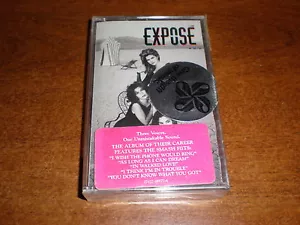 EXPOSÉ
Three Voices.
One Unmistakable Sound.
THE ALBUM OF THEIR CAREER
FEATURES THE SMASH HITS:
"I WISH THE PHONE WOULD RING"
"AS LONG AS I CAN DREAM"
"IN WALKED LOVE"
"I THINK I'M IN TROUBLE"
"YOU DON'T KNOW WHAT YOU GOT"